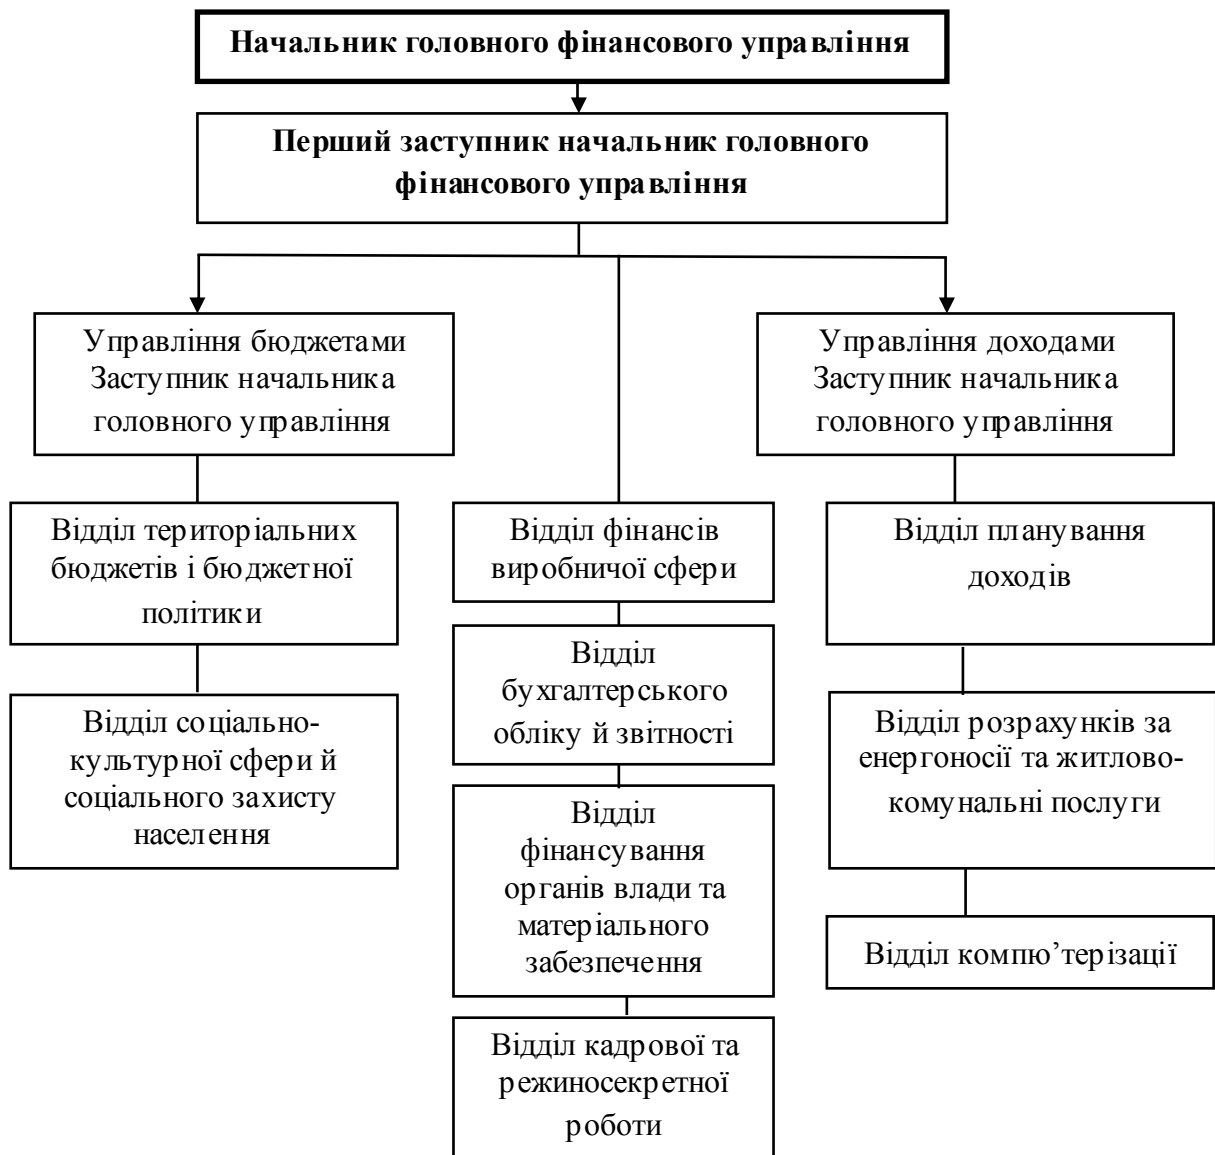 Начальник головного фінансового управління
Перший заступник начальник головного
фінансового управління
Управління бюджетами
Заступник начальника
головного управління
Управління доходами
Заступник начальника
головного управління
Відділ територіальних
бюджетів і бюджетної
політики
Відділ соціально-
культурної сфери й
соціального захисту
населення
Відділ фінансів
виробничої сфери
Відділ
бухгалтерського
обліку й звітності
Відділ
фінансування
органів влади та
матеріального
забезпечення
Відділ кадрової та
режиносекретної
роботи
Відділ планування
доходів
Відділ розрахунків за
енергоносії та житлово-
комунальні послуги
Відділ компю’терізації